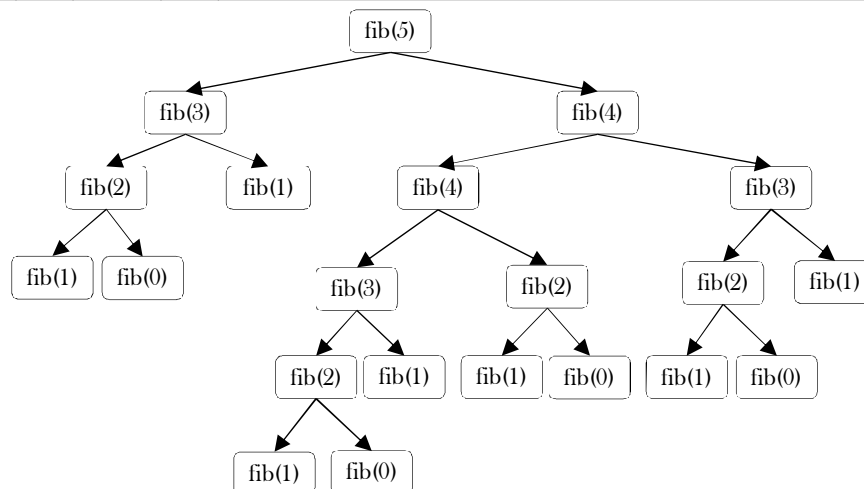 fib(5)
fib(3) fib(4)
fib(2) fib(1) fib(4) fib(3)
fib(1) fib(0) fib(3) fib(2) fib(2) fib(1)
fib(2) fib(1) fib(1) fib(0) fib(1) fib(0)
fib(1) fib(0)